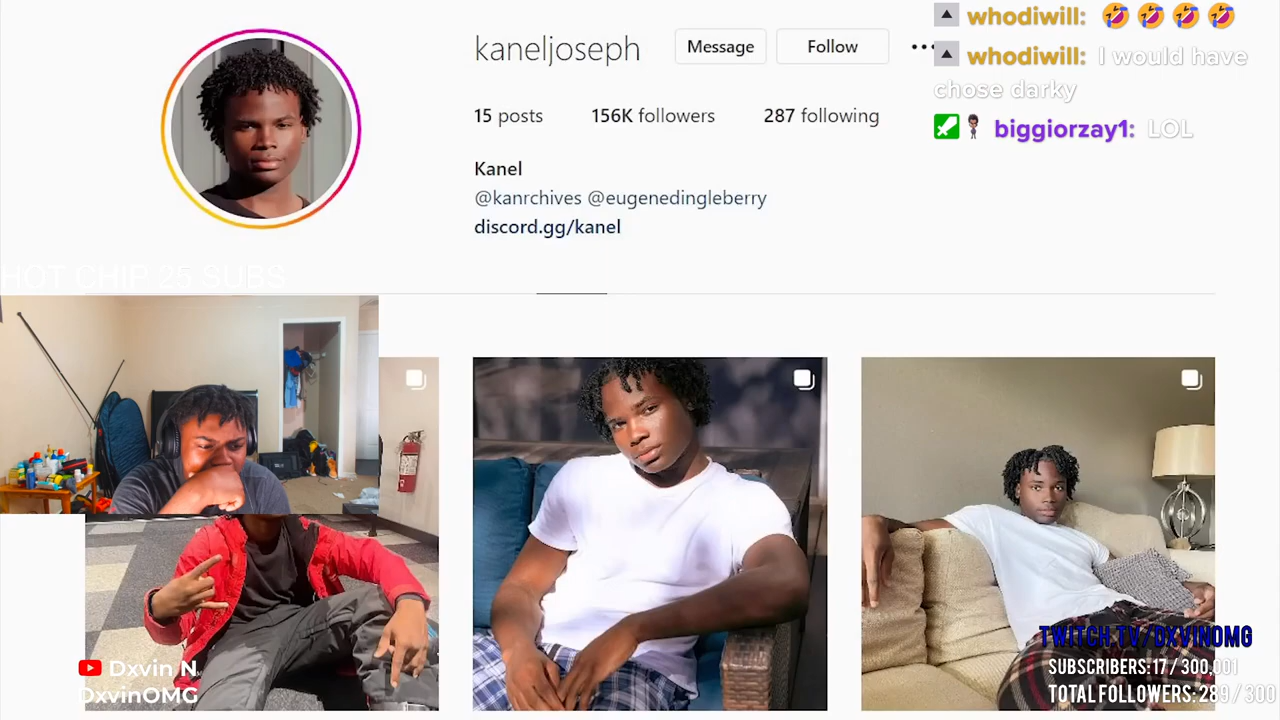 kaneljoseph Message Follow
15 posts 156K followers 287 following
Kanel
@kanrchives @eugenedingleberry
discord.gg/kanel
whodiwill: 🤣 🤣 🤣 🤣
whodiwill: I would have
chose darky
biggiorzay1: LOL
HOT CHIP 25 SUBS
Dxvin N
DxvinOMG
TWITCH.TV/DXVINOMG
SUBSCRIBERS: 17 / 300,001
TOTAL FOLLOWERS: 289 / 300